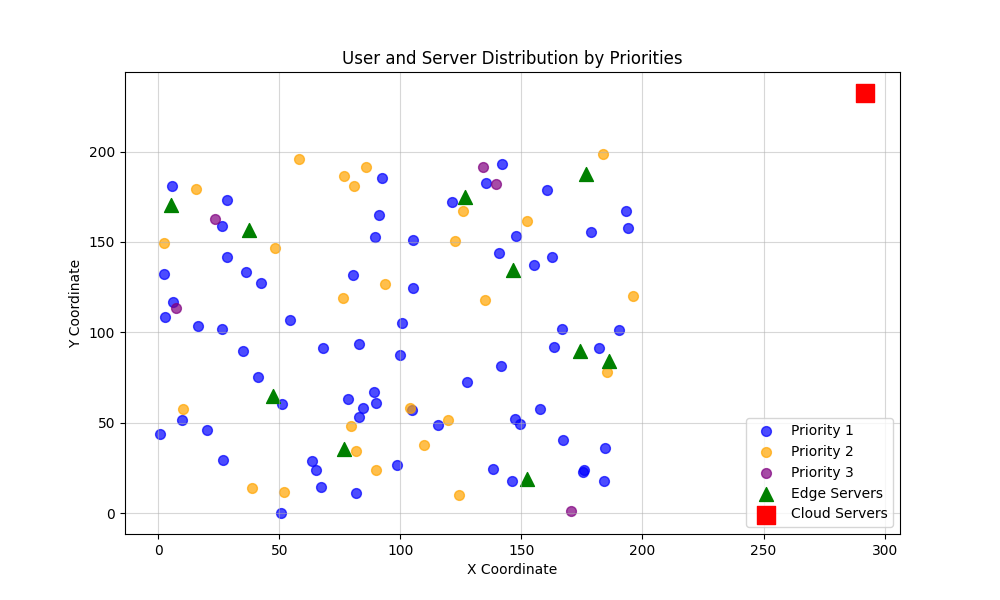 User and Server Distribution by Priorities
Y Coordinate
200
150
100
50
0
0
50
100
150
200
250
300
X Coordinate
Priority 1
Priority 2
Priority 3
Edge Servers
Cloud Servers